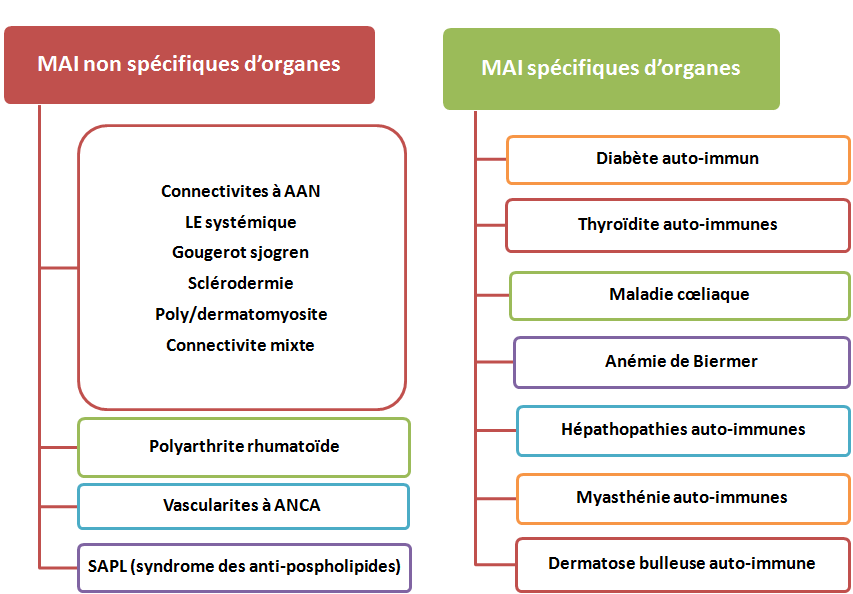 MAI non spécifiques d’organes
Connectivites à AAN
LE systémique
Gougerot sjogren
Sclérodermie
Poly/dermatomyosite
Connectivite mixte
Polyarthrite rhumatoïde
Vascularites à ANCA
SAPL (syndrome des anti-pospholipides)
MAI spécifiques d’organes
Diabète auto-immun
Thyroïdite auto-immunes
Maladie cœliaque
Anémie de Biermer
Hépathopathies auto-immunes
Myasthénie auto-immunes
Dermatose bulleuse auto-immune